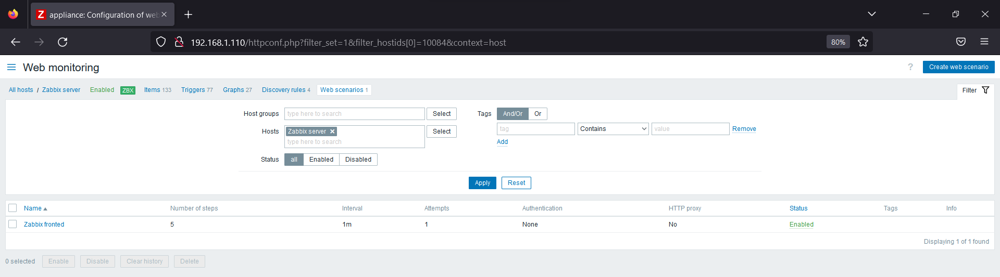 Z appliance: Configuration of web
192.168.1.110/httpconf.php?filter_set=1&filter_hostids[0]=10084&context=host 80%
Web monitoring ? Create web scenario
All hosts / Zabbix server Enabled ZBX Items 133 Triggers 77 Graphs 27 Discovery rules 4 Web scenarios 1 Filter
Host groups type here to search Select Tags And/Or Or
Hosts Zabbix server Select tag Contains value Remove
type here to search Add
Status all Enabled Disabled
Apply Reset
Name Number of steps Interval Attempts Authentication HTTP proxy Status Tags Info
Zabbix fronted 5 1m 1 None No Enabled
Displaying 1 of 1 found
0 selected Enable Disable Clear history Delete